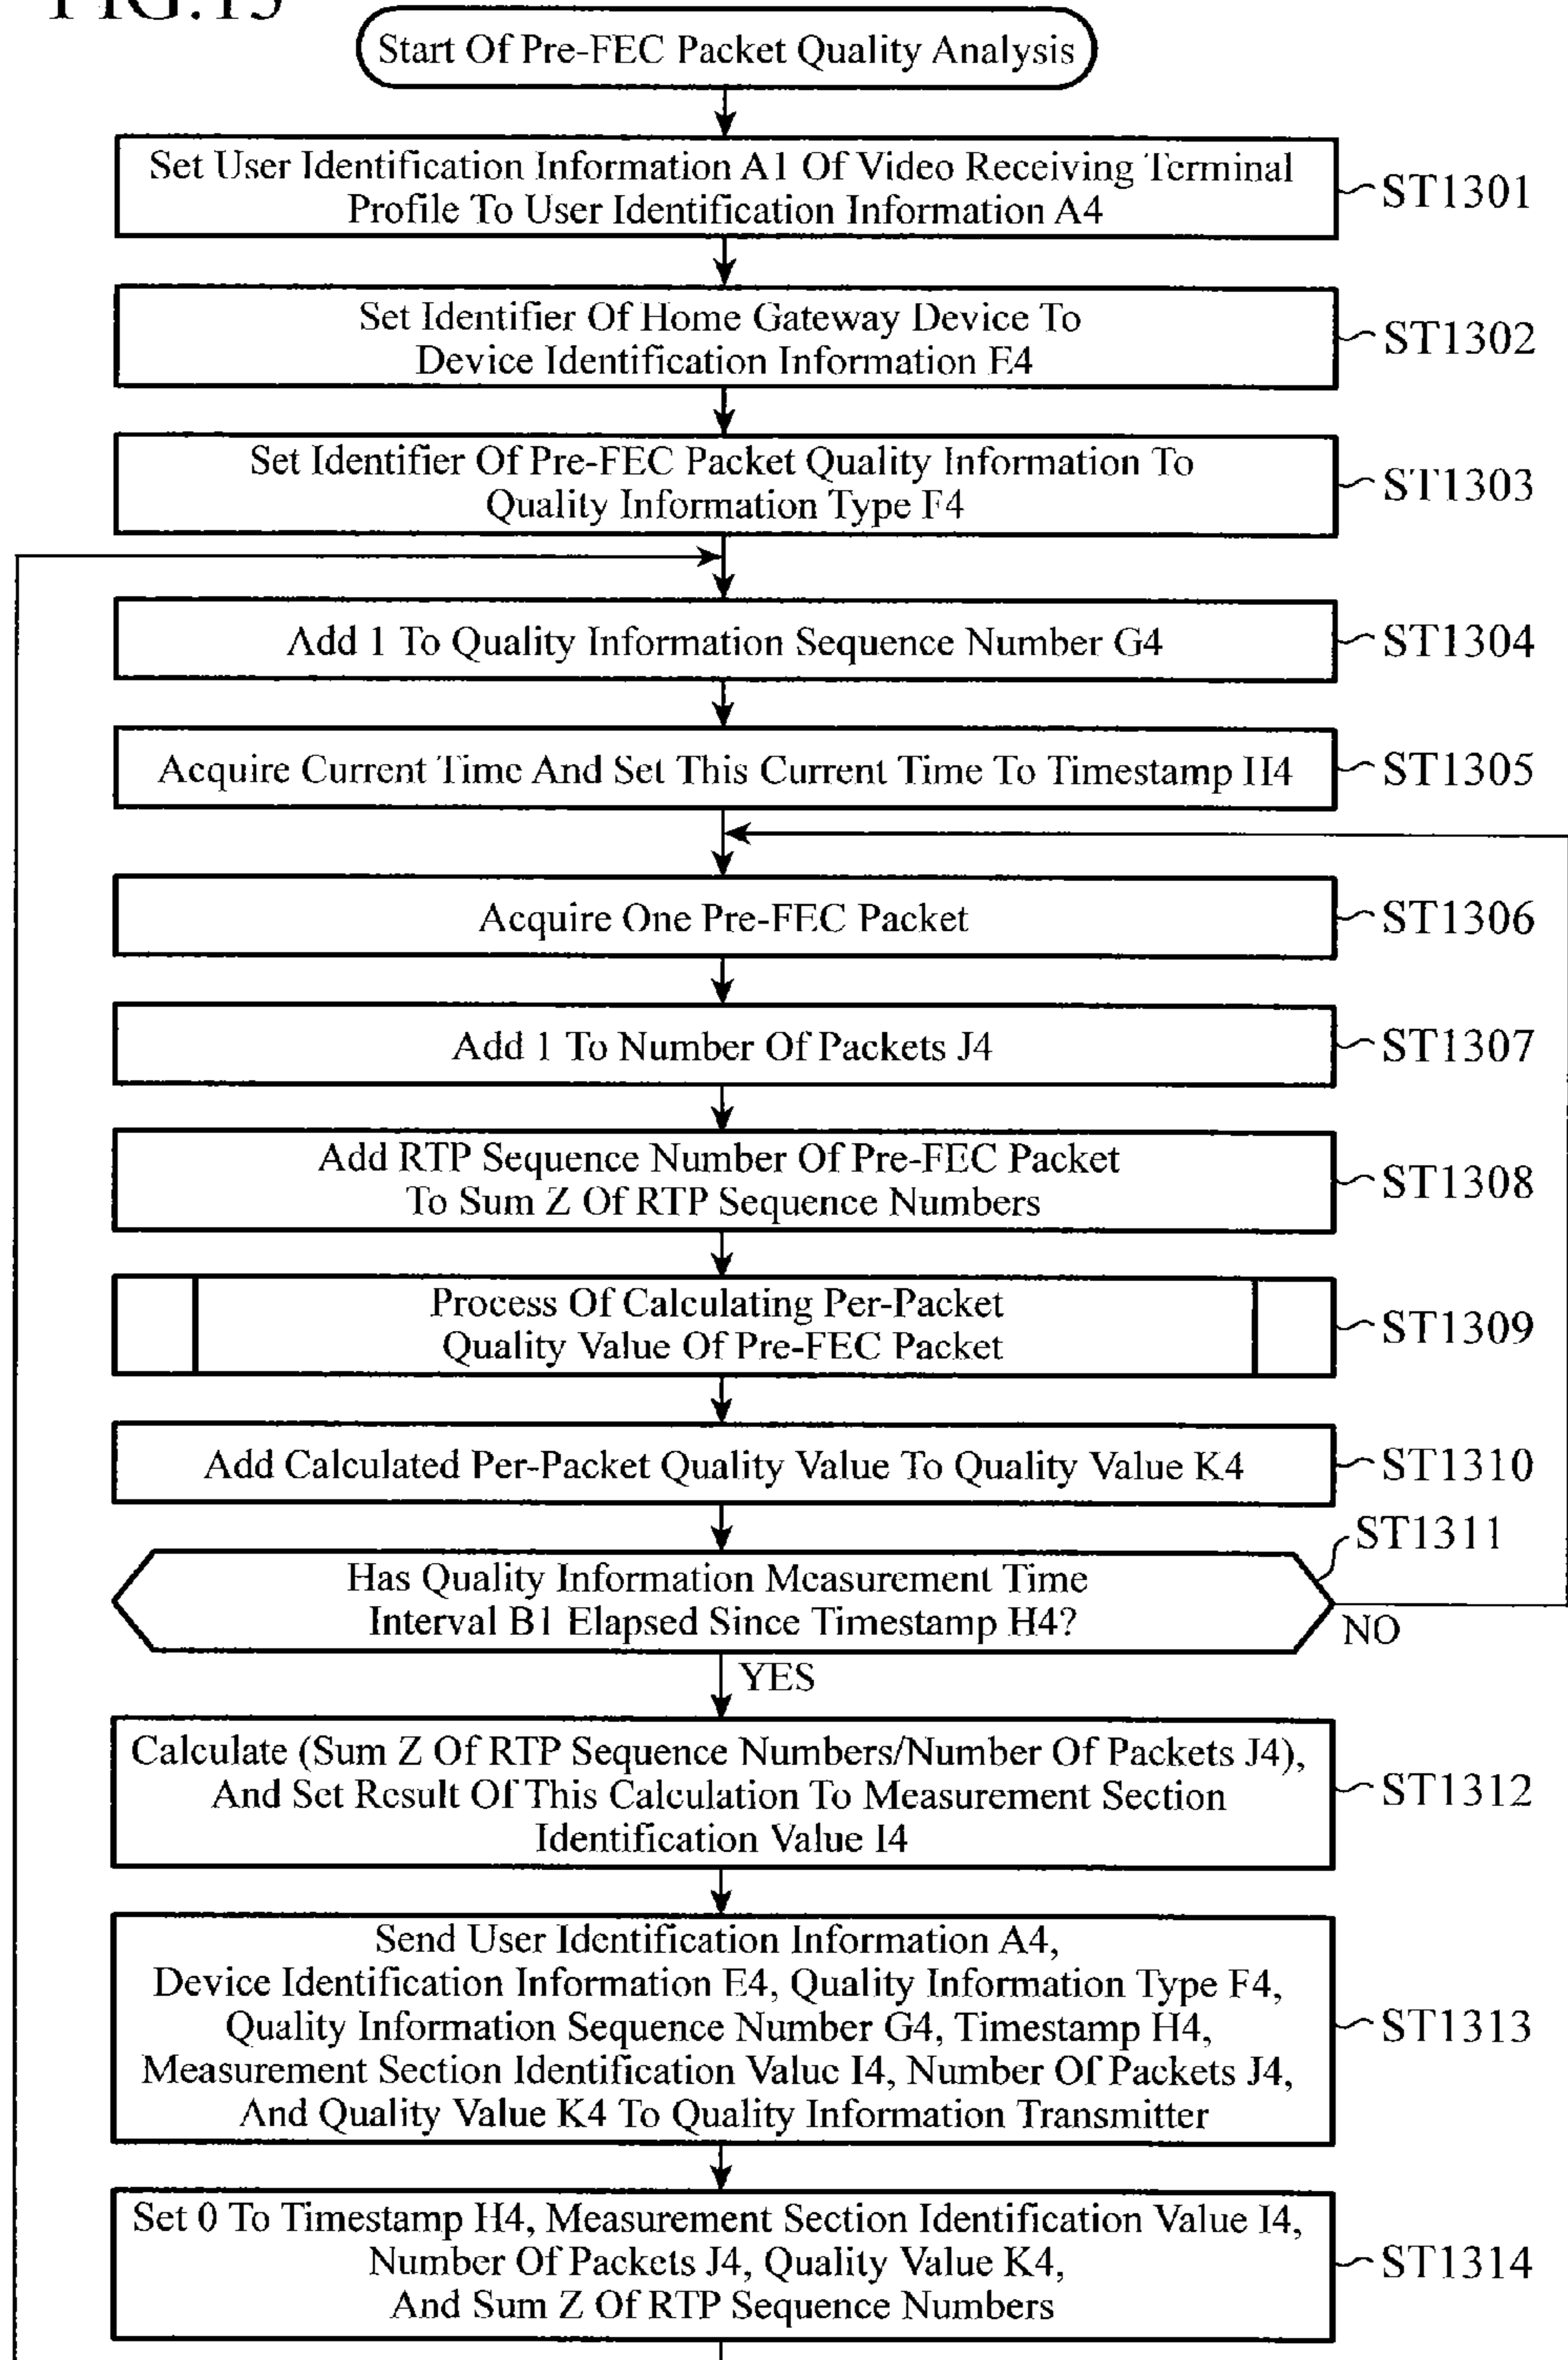 FIG.13
Start Of Pre-FEC Packet Quality Analysis
Set User Identification Information A1 Of Video Receiving Terminal
Profile To User Identification Information A4
ST1301
Set Identifier Of Home Gateway Device To
Device Identification Information E4
ST1302
Set Identifier Of Pre-FEC Packet Quality Information To
Quality Information Type F4
ST1303
Add 1 To Quality Information Sequence Number G4
ST1304
Acquire Current Time And Set This Current Time To Timestamp H4
ST1305
Acquire One Pre-FEC Packet
ST1306
Add 1 To Number Of Packets J4
ST1307
Add RTP Sequence Number Of Pre-FEC Packet
To Sum Z Of RTP Sequence Numbers
ST1308
Process Of Calculating Per-Packet
Quality Value Of Pre-FEC Packet
ST1309
Add Calculated Per-Packet Quality Value To Quality Value K4
ST1310
ST1311
Has Quality Information Measurement Time
Interval B1 Elapsed Since Timestamp H4?
NO
YES
Calculate (Sum Z Of RTP Sequence Numbers/Number Of Packets J4),
And Set Result Of This Calculation To Measurement Section
Identification Value I4
ST1312
Send User Identification Information A4,
Device Identification Information E4, Quality Information Type F4,
Quality Information Sequence Number G4, Timestamp H4,
Measurement Section Identification Value I4, Number Of Packets J4,
And Quality Value K4 To Quality Information Transmitter
ST1313
Set 0 To Timestamp H4, Measurement Section Identification Value I4,
Number Of Packets J4, Quality Value K4,
And Sum Z Of RTP Sequence Numbers
ST1314